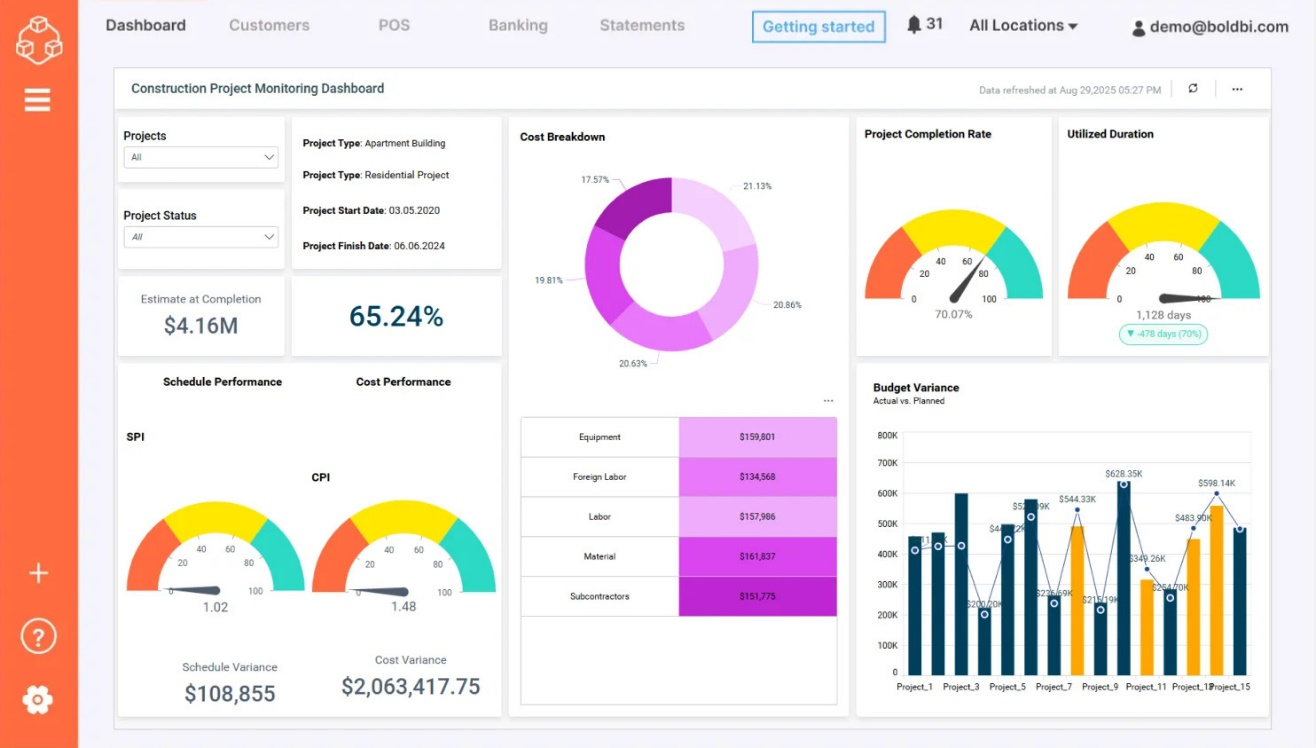 Dashboard
Customers
POS
Banking
Statements
Getting started
31
All Locations
demo@boldbi.com
Construction Project Monitoring Dashboard
Data refreshed at Aug 29,2025 05:27 PM
...
Projects
All
Project Status
All
Project Type: Apartment Building
Project Type: Residential Project
Project Start Date: 03.05.2020
Project Finish Date: 06.06.2024
Estimate at Completion
$4.16M
65.24%
Cost Breakdown
17.57%
21.13%
19.81%
20.86%
20.63%
...
Equipment $159,801
Foreign Labor $134,568
Labor $157,986
Material $161,837
Subcontractors $151,775
Project Completion Rate
0 20 40 60 80 100
70.07%
Utilized Duration
0 20 40 60 80 100
1,128 days
▼ -478 days (70%)
Schedule Performance
Cost Performance
SPI
0 20 40 60 80 100
1.02
CPI
0 20 40 60 80 100
1.48
Schedule Variance
$108,855
Cost Variance
$2,063,417.75
Budget Variance
Actual vs. Planned
800K
700K
600K
500K
400K
300K
200K
100K
0
$200.20K
$236.69K
$544.33K
$215.19K
$628.35K
$349.26K
$254.70K
$483.90K
$598.14K
Project_1
Project_3
Project_5
Project_7
Project_9
Project_11
Project_15
?